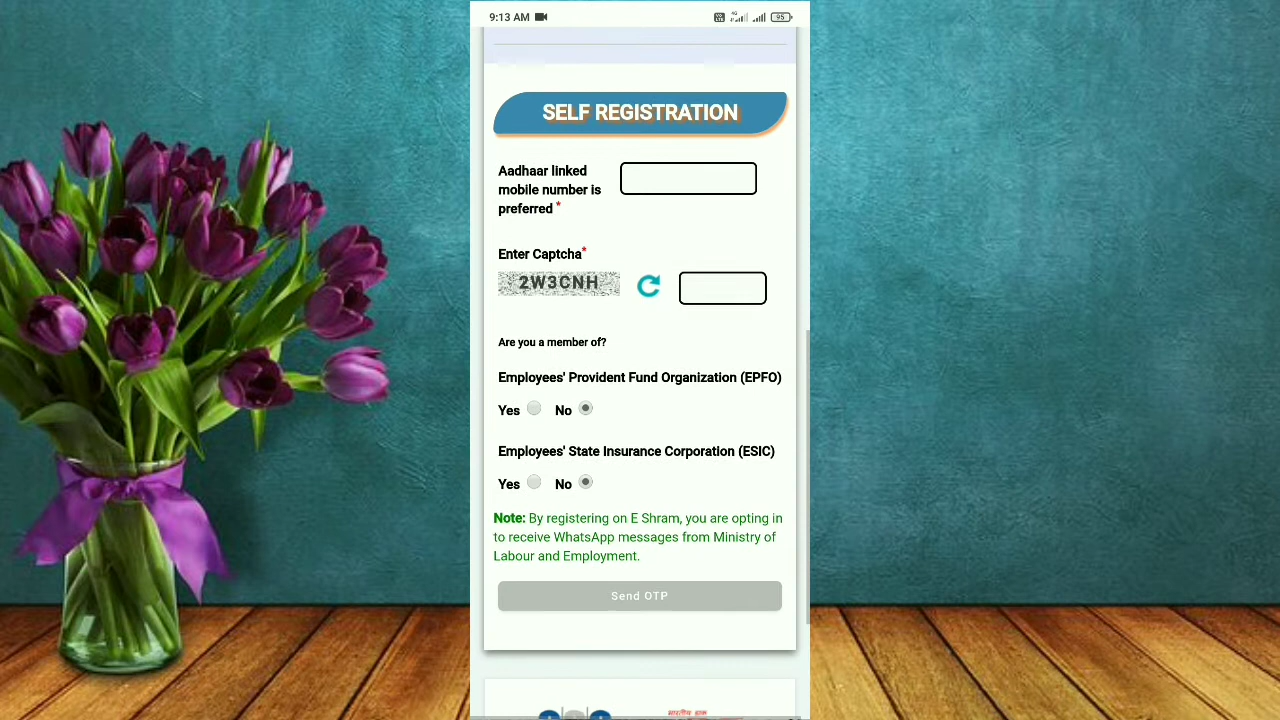 9:13 AM
95
SELF REGISTRATION
Aadhaar linked
mobile number is
preferred *
Enter Captcha*
2W3CNH
Are you a member of?
Employees' Provident Fund Organization (EPFO)
Yes No
Employees' State Insurance Corporation (ESIC)
Yes No
Note: By registering on E Shram, you are opting in
to receive WhatsApp messages from Ministry of
Labour and Employment.
Send OTP